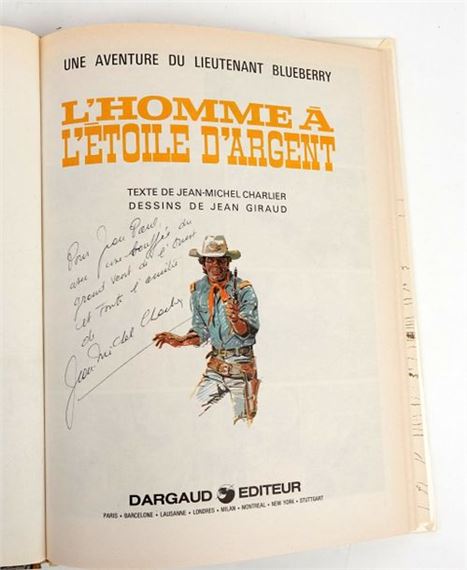 UNE AVENTURE DU LIEUTENANT BLUEBERRY
L'HOMME À
L'ÉTOILE D'ARGENT
TEXTE DE JEAN-MICHEL CHARLIER
DESSINS DE JEAN GIRAUD
Pour Jean Paul,
avec une bouffée du
grand vent de l'Ouest
et toute l'amitié
de
Jean-Michel Charlier
DARGAUD EDITEUR
PARIS • BARCELONE • LAUSANNE • LONDRES • MILAN • MONTREAL • NEW YORK • STUTTGART